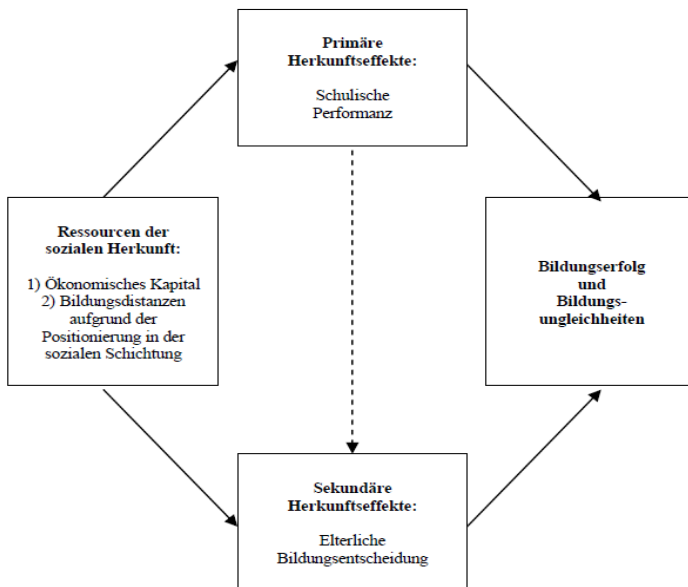 Primäre
Herkunftseffekte:
Schulische
Performanz
Ressourcen der
sozialen Herkunft:
1) Ökonomisches Kapital
2) Bildungsdistanzen
aufgrund der
Positionierung in der
sozialen Schichtung
Bildungserfolg
und
Bildungs-
ungleichheiten
Sekundäre
Herkunftseffekte:
Elterliche
Bildungsentscheidung